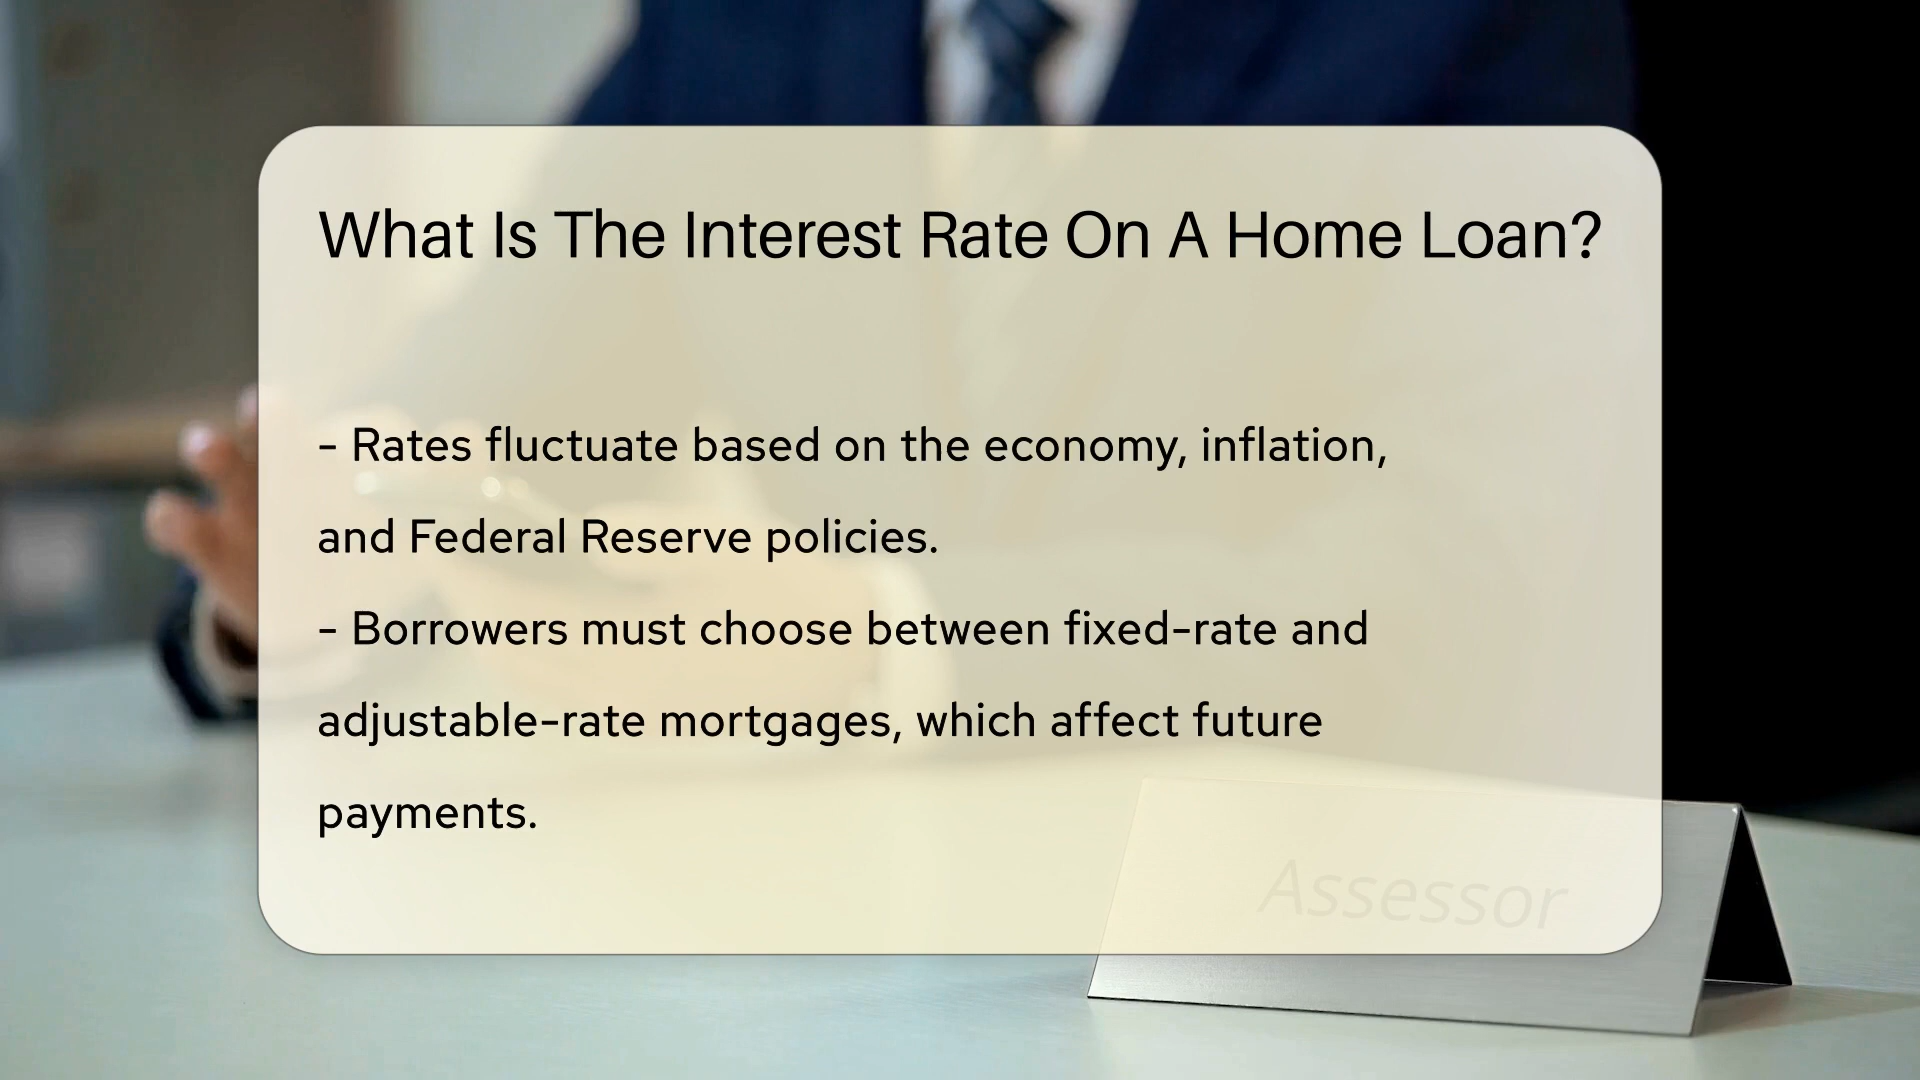 What Is The Interest Rate On A Home Loan?
- Rates fluctuate based on the economy, inflation,
and Federal Reserve policies.
- Borrowers must choose between fixed-rate and
adjustable-rate mortgages, which affect future
payments.
Assessor